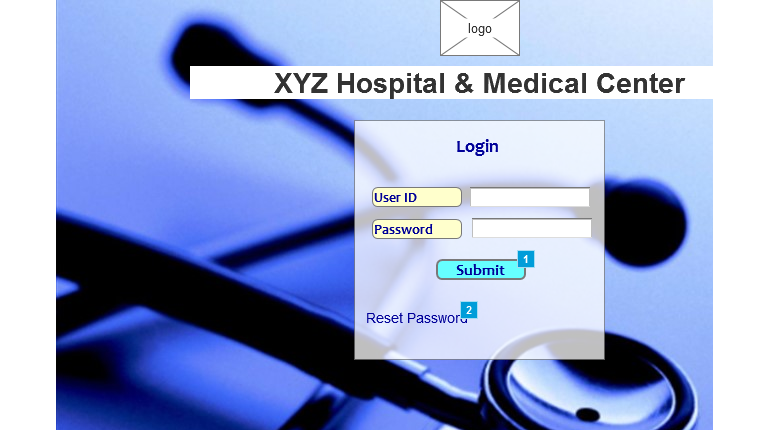 logo
XYZ Hospital & Medical Center
Login
User ID
Password
Submit 1
2
Reset Password